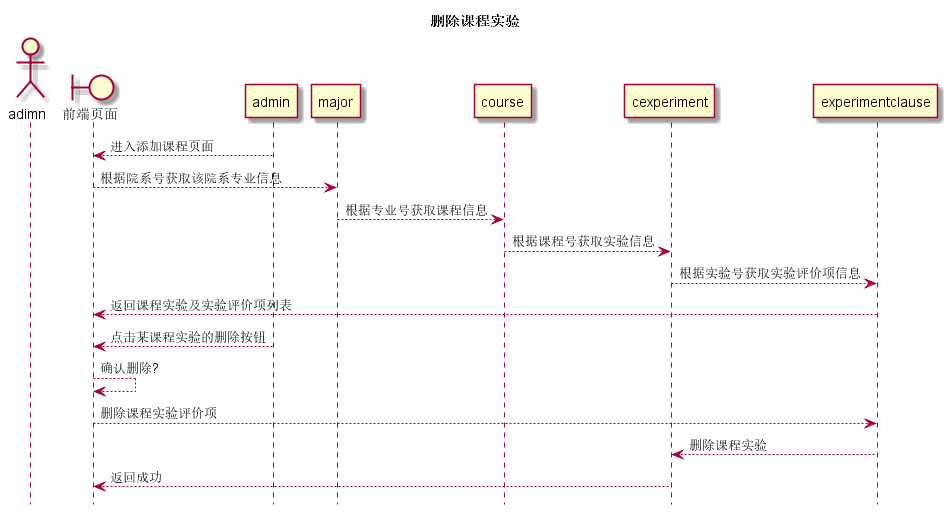 删除课程实验
adimn
前端页面
admin
major
course
cexperiment
experimentclause
进入添加课程页面
根据院系号获取该院系专业信息
根据专业号获取课程信息
根据课程号获取实验信息
根据实验号获取实验评价项信息
返回课程实验及实验评价项列表
点击某课程实验的删除按钮
确认删除?
删除课程实验评价项
删除课程实验
返回成功